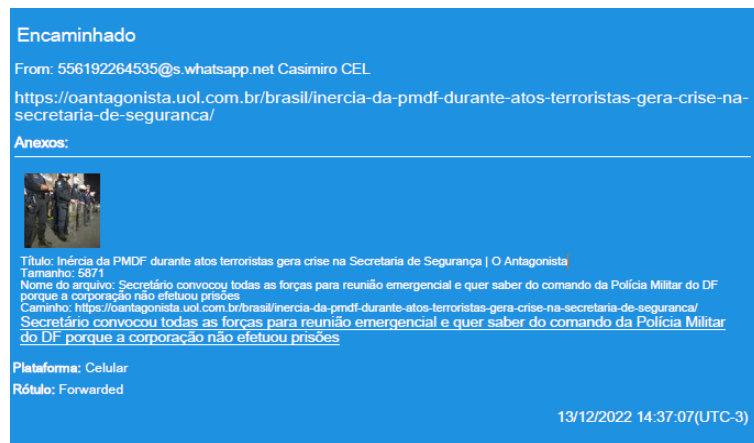 Encaminhado
From: 556192264535@s.whatsapp.net Casimiro CEL
https://oantagonista.uol.com.br/brasil/inercia-da-pmdf-durante-atos-terroristas-gera-crise-na-
secretaria-de-seguranca/
Anexos:
Título: Inércia da PMDF durante atos terroristas gera crise na Secretaria de Segurança | O Antagonista
Tamanho: 5871
Nome do arquivo: Secretário convocou todas as forças para reunião emergencial e quer saber do comando da Polícia Militar do DF
porque a corporação não efetuou prisões
Caminho: https://oantagonista.uol.com.br/brasil/inercia-da-pmdf-durante-atos-terroristas-gera-crise-na-secretaria-de-seguranca/
Secretário convocou todas as forças para reunião emergencial e quer saber do comando da Polícia Militar
do DF porque a corporação não efetuou prisões
Plataforma: Celular
Rótulo: Forwarded
13/12/2022 14:37:07(UTC-3)